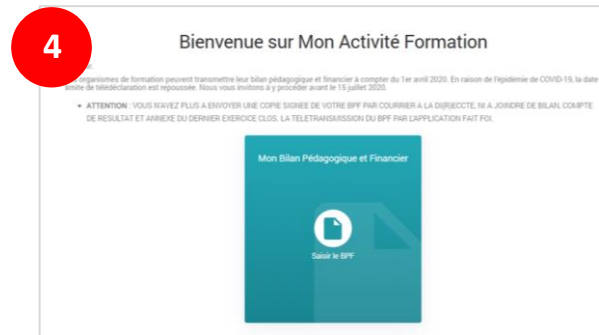 4
Bienvenue sur Mon Activité Formation
organismes de formation peuvent transmettre leur bilan pédagogique et financier à compter du 1er avril 2020. En raison de l'épidémie de COVID-19, la date
limite de télédéclaration est repoussée. Nous vous invitons à y procéder avant le 15 juillet 2020.
• ATTENTION : VOUS N'AVEZ PLUS A ENVOYER UNE COPIE SIGNEE DE VOTRE BPF PAR COURRIER A LA DI(R)ECCTE, NI A JOINDRE DE BILAN, COMPTE
DE RESULTAT ET ANNEXE DU DERNIER EXERCICE CLOS. LA TELETRANSMISSION DU BPF PAR L'APPLICATION FAIT FOI.
Mon Bilan Pédagogique et Financier
Saisir le BPF